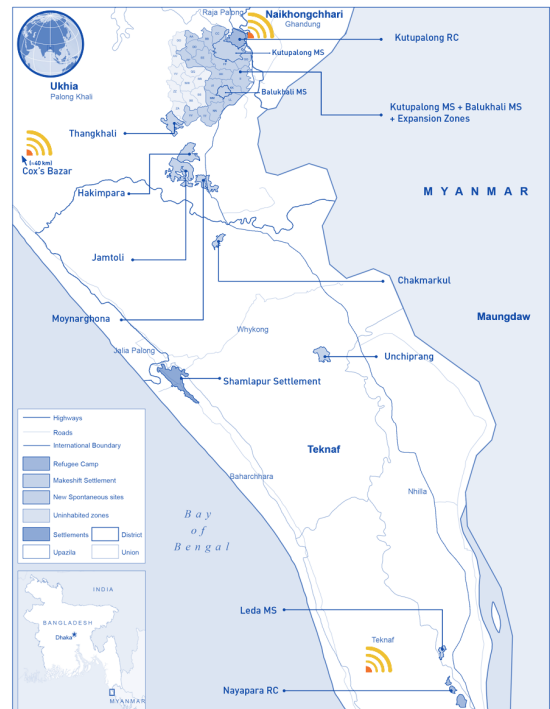 Raja Palong
Naikhongchhari
Ghandung
Kutupalong RC
Kutupalong MS
Balukhali MS
Kutupalong MS + Balukhali MS
+ Expansion Zones
Ukhia
Palong Khali
Thangkhali
(≈40 km)
Cox's Bazar
Hakimpara
MYANMAR
Jamtoli
Chakmarkul
Moynarghona
Maungdaw
Whykong
Jalia Palong
Unchiprang
Shamlapur Settlement
Highways
Roads
International Boundary
Refugee Camp
Makeshift Settlement
New Spontaneous sites
Uninhabited zones
Settlements
District
Upazila
Union
Teknaf
Baharchhara
Nhilla
Bay
of
Bengal
INDIA
BANGLADESH
Dhaka
MYANMAR
Leda MS
Teknaf
Nayapara RC